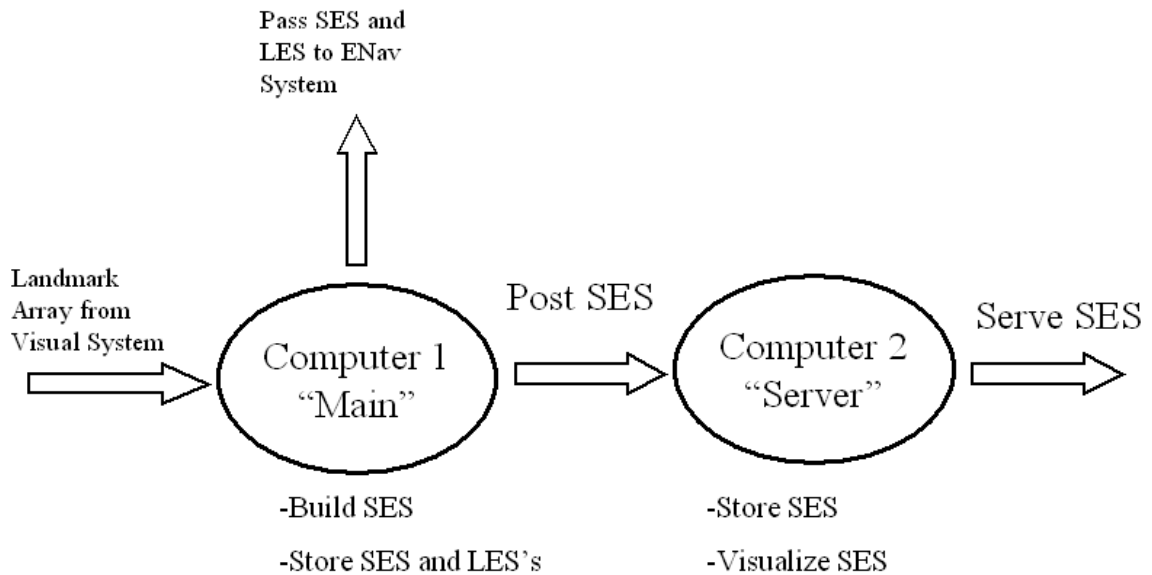 Pass SES and
LES to ENav
System
Landmark
Array from
Visual System
Computer 1
“Main”
-Build SES
-Store SES and LES’s
Post SES
Computer 2
“Server”
-Store SES
-Visualize SES
Serve SES